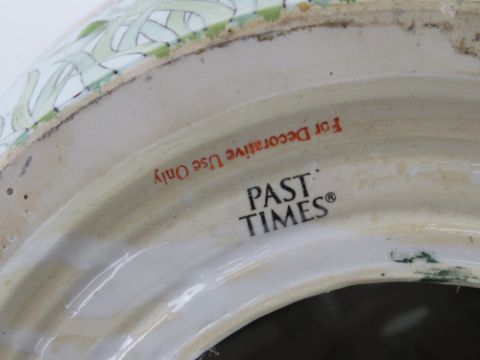 For Decorative Use Only
PAST
TIMES®